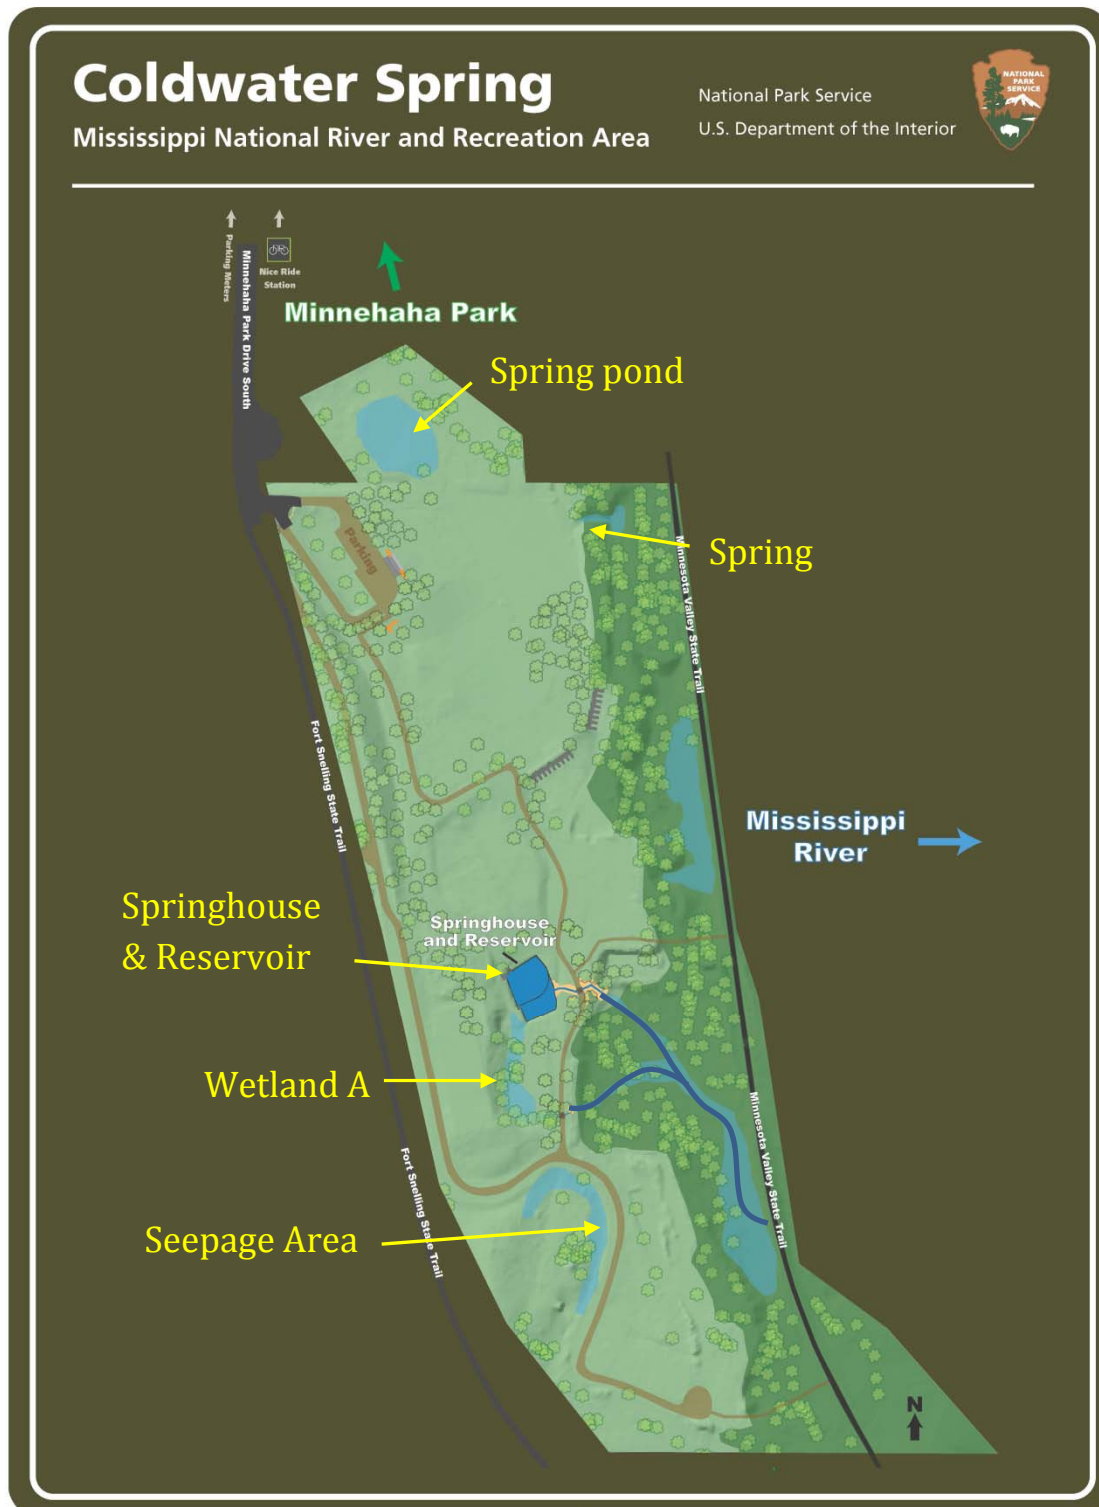 Coldwater Spring
Mississippi National River and Recreation Area
National Park Service
U.S. Department of the Interior
NATIONAL
PARK
SERVICE
Parking Meters
Minnehaha Park Drive South
Nice Ride
Station
Minnehaha Park
Spring pond
Parking
Spring
Minnesota Valley State Trail
Fort Snelling State Trail
Mississippi
River
Springhouse
& Reservoir
Springhouse
and Reservoir
Wetland A
Minnesota Valley State Trail
Fort Snelling State Trail
Seepage Area
N